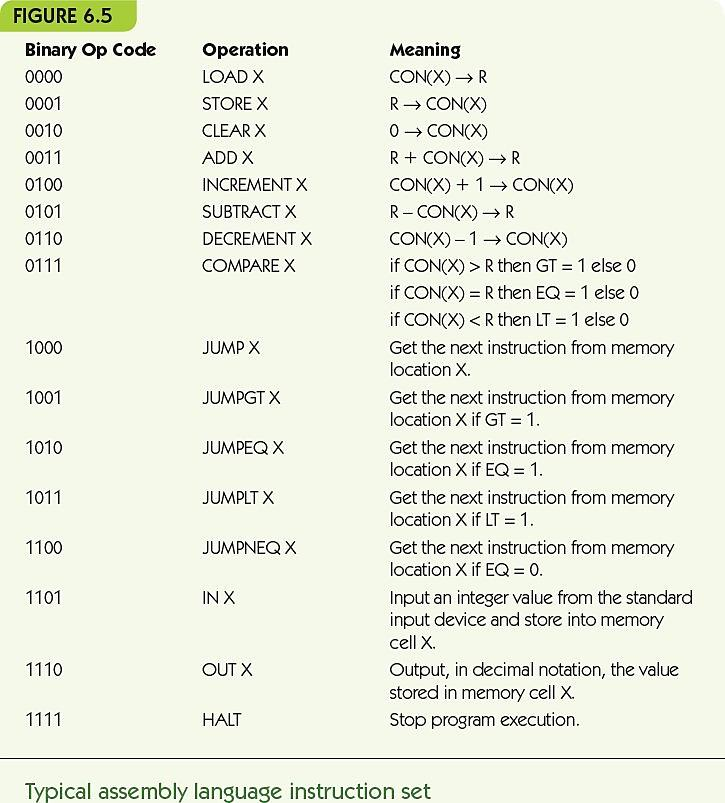 FIGURE 6.5
Binary Op Code Operation Meaning
0000 LOAD X CON(X) → R
0001 STORE X R → CON(X)
0010 CLEAR X 0 → CON(X)
0011 ADD X R + CON(X) → R
0100 INCREMENT X CON(X) + 1 → CON(X)
0101 SUBTRACT X R – CON(X) → R
0110 DECREMENT X CON(X) – 1 → CON(X)
0111 COMPARE X if CON(X) > R then GT = 1 else 0
if CON(X) = R then EQ = 1 else 0
if CON(X) < R then LT = 1 else 0
1000 JUMP X Get the next instruction from memory
location X.
1001 JUMPGT X Get the next instruction from memory
location X if GT = 1.
1010 JUMPEQ X Get the next instruction from memory
location X if EQ = 1.
1011 JUMPLT X Get the next instruction from memory
location X if LT = 1.
1100 JUMPNEQ X Get the next instruction from memory
location X if EQ = 0.
1101 IN X Input an integer value from the standard
input device and store into memory
cell X.
1110 OUT X Output, in decimal notation, the value
stored in memory cell X.
1111 HALT Stop program execution.
Typical assembly language instruction set